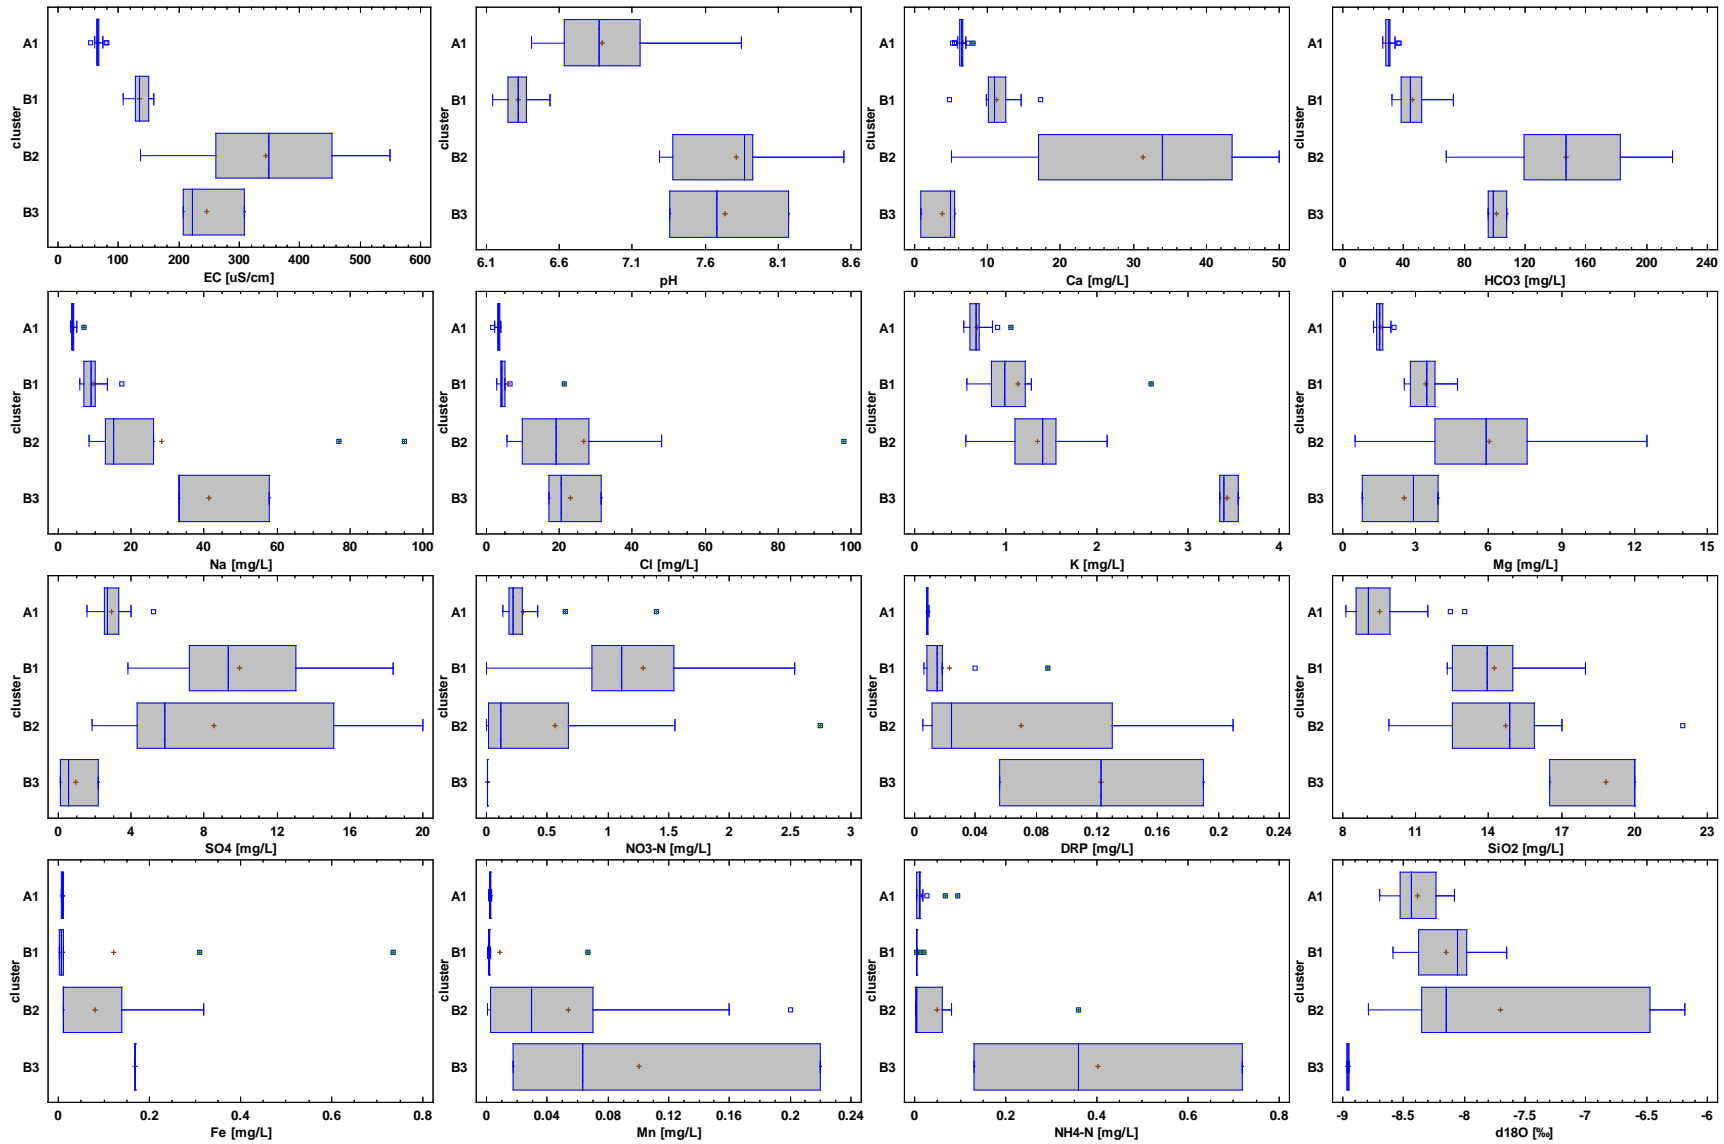 A1
B1
B2
B3
cluster
0 100 200 300 400 500 600
EC [uS/cm]
A1
B1
B2
B3
cluster
6.1 6.6 7.1 7.6 8.1 8.6
pH
A1
B1
B2
B3
cluster
0 10 20 30 40 50
Ca [mg/L]
A1
B1
B2
B3
cluster
0 40 80 120 160 200 240
HCO3 [mg/L]
A1
B1
B2
B3
cluster
0 20 40 60 80 100
Na [mg/L]
A1
B1
B2
B3
cluster
0 20 40 60 80 100
Cl [mg/L]
A1
B1
B2
B3
cluster
0 1 2 3 4
K [mg/L]
A1
B1
B2
B3
cluster
0 3 6 9 12 15
Mg [mg/L]
A1
B1
B2
B3
cluster
0 4 8 12 16 20
SO4 [mg/L]
A1
B1
B2
B3
cluster
0 0.5 1 1.5 2 2.5 3
NO3-N [mg/L]
A1
B1
B2
B3
cluster
0 0.04 0.08 0.12 0.16 0.2 0.24
DRP [mg/L]
A1
B1
B2
B3
cluster
8 11 14 17 20 23
SiO2 [mg/L]
A1
B1
B2
B3
cluster
0 0.2 0.4 0.6 0.8
Fe [mg/L]
A1
B1
B2
B3
cluster
0 0.04 0.08 0.12 0.16 0.2 0.24
Mn [mg/L]
A1
B1
B2
B3
cluster
0 0.2 0.4 0.6 0.8
NH4-N [mg/L]
A1
B1
B2
B3
cluster
-9 -8.5 -8 -7.5 -7 -6.5 -6
d18O [‰]